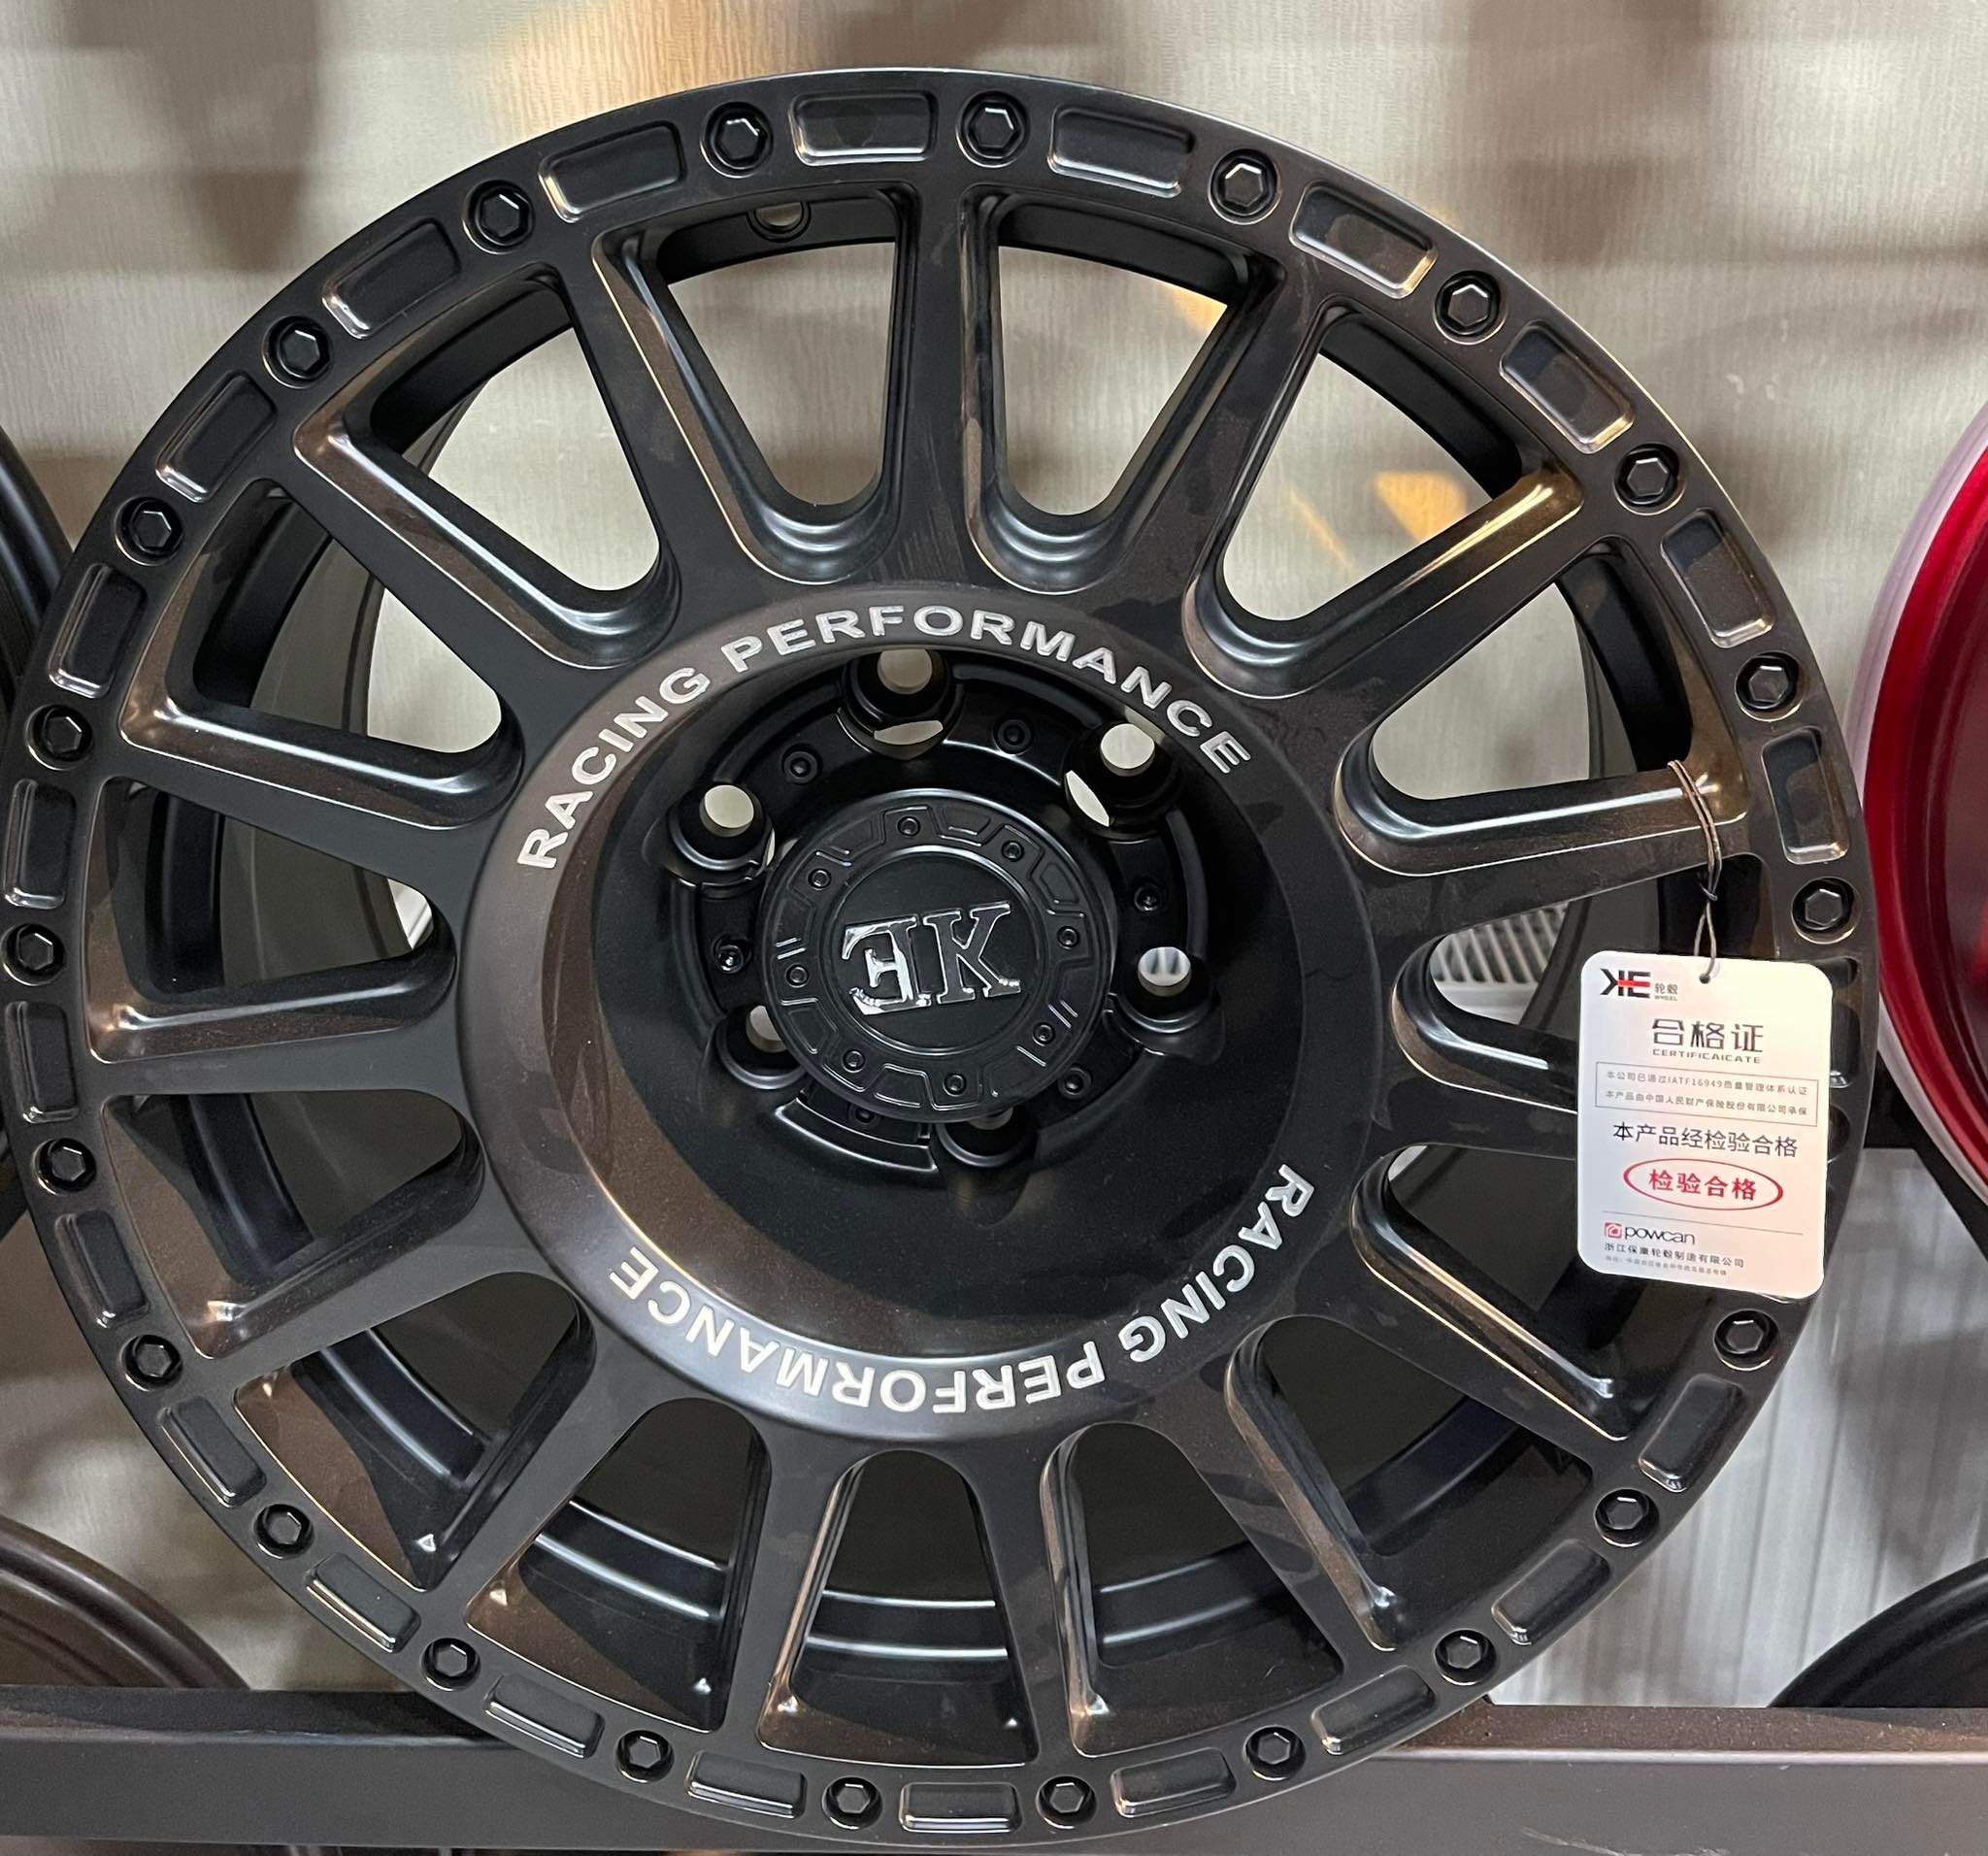 RACING PERFORMANCE
RACING PERFORMANCE
轮毂
WHEEL
合格证
CERTIFICAICATE
本公司已通过IATF16949质量管理体系认证
本产品由中国人民财产保险股份有限公司承保
本产品经检验合格
检验合格
powcan
浙江保康轮毂制造有限公司